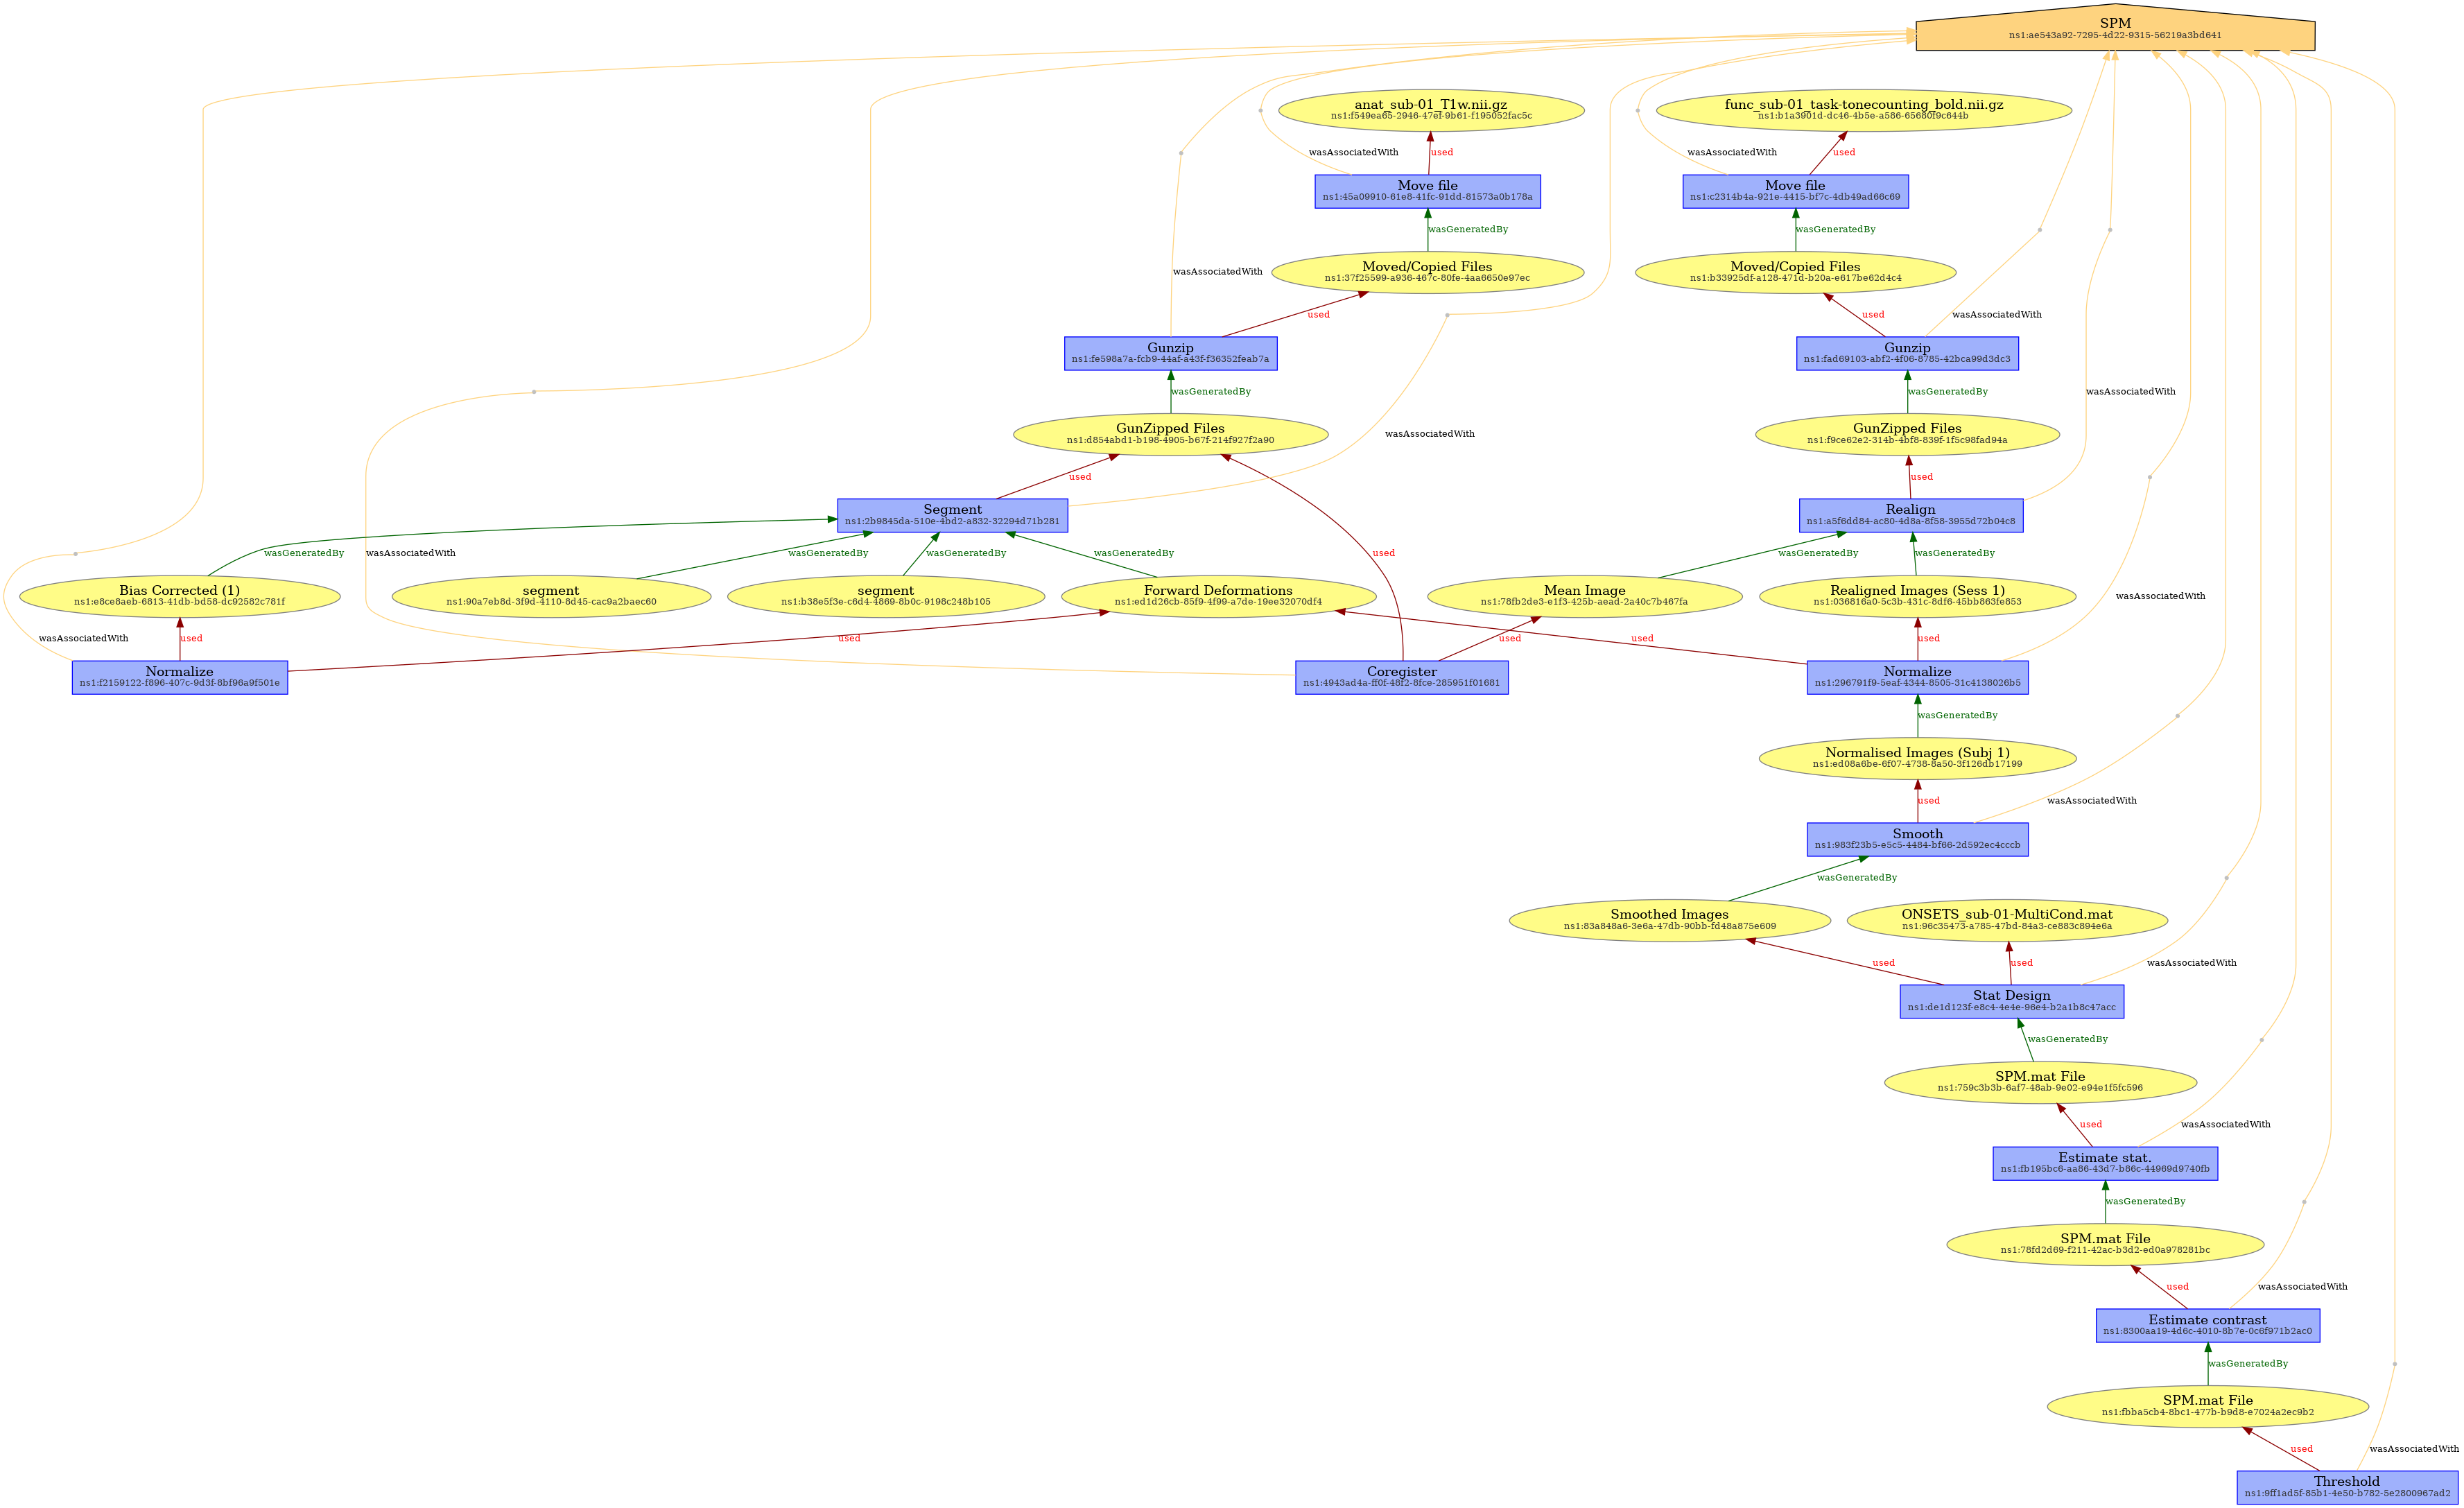 SPM
ns1:ae543a92-7295-4d22-9315-56219a3bd641
anat_sub-01_T1w.nii.gz
ns1:f549ea65-2946-47ef-9b61-f195052fac5c
func_sub-01_task-tonecounting_bold.nii.gz
ns1:b1a3901d-dc46-4b5e-a586-65680f9c644b
wasAssociatedWith
used
wasAssociatedWith
used
Move file
ns1:45a09910-61e8-41fc-91dd-81573a0b178a
Move file
ns1:c2314b4a-921e-4415-bf7c-4db49ad66c69
wasGeneratedBy
wasGeneratedBy
wasAssociatedWith
Moved/Copied Files
ns1:37f25599-a936-467c-80fe-4aa6650e97ec
Moved/Copied Files
ns1:b33925df-a128-471d-b20a-e617be62d4c4
used
used
wasAssociatedWith
Gunzip
ns1:fe598a7a-fcb9-44af-a43f-f36352feab7a
Gunzip
ns1:fad69103-abf2-4f06-8785-42bca99d3dc3
wasGeneratedBy
wasGeneratedBy
wasAssociatedWith
GunZipped Files
ns1:d854abd1-b198-4905-b67f-214f927f2a90
wasAssociatedWith
GunZipped Files
ns1:f9ce62e2-314b-4bf8-839f-1f5c98fad94a
used
used
Segment
ns1:2b9845da-510e-4bd2-a832-32294d71b281
Realign
ns1:a5f6dd84-ac80-4d8a-8f58-3955d72b04c8
wasGeneratedBy
wasAssociatedWith
wasGeneratedBy
wasGeneratedBy
wasGeneratedBy
used
wasGeneratedBy
wasGeneratedBy
Bias Corrected (1)
ns1:e8ce8aeb-6813-41db-bd58-dc92582c781f
segment
ns1:90a7eb8d-3f9d-4110-8d45-cac9a2baec60
segment
ns1:b38e5f3e-c6d4-4869-8b0c-9198c248b105
Forward Deformations
ns1:ed1d26cb-85f9-4f99-a7de-19ee32070df4
Mean Image
ns1:78fb2de3-e1f3-425b-aead-2a40c7b467fa
Realigned Images (Sess 1)
ns1:036816a0-5c3b-431c-8df6-45bb863fe853
wasAssociatedWith
wasAssociatedWith
used
used
used
used
used
Normalize
ns1:f2159122-f896-407c-9d3f-8bf96a9f501e
Coregister
ns1:4943ad4a-ff0f-48f2-8fce-285951f01681
Normalize
ns1:296791f9-5eaf-4344-8505-31c4138026b5
wasGeneratedBy
Normalised Images (Subj 1)
ns1:ed08a6be-6f07-4738-8a50-3f126db17199
used
wasAssociatedWith
Smooth
ns1:983f23b5-e5c5-4484-bf66-2d592ec4cccb
wasGeneratedBy
Smoothed Images
ns1:83a848a6-3e6a-47db-90bb-fd48a875e609
ONSETS_sub-01-MultiCond.mat
ns1:96c35473-a785-47bd-84a3-ce883c894e6a
used
used
wasAssociatedWith
Stat Design
ns1:de1d123f-e8c4-4e4e-96e4-b2a1b8c47acc
wasGeneratedBy
SPM.mat File
ns1:759c3b3b-6af7-48ab-9e02-e94e1f5fc596
used
wasAssociatedWith
Estimate stat.
ns1:fb195bc6-aa86-43d7-b86c-44969d9740fb
wasGeneratedBy
SPM.mat File
ns1:78fd2d69-f211-42ac-b3d2-ed0a978281bc
used
wasAssociatedWith
Estimate contrast
ns1:8300aa19-4d6c-4010-8b7e-0c6f971b2ac0
wasGeneratedBy
SPM.mat File
ns1:fbba5cb4-8bc1-477b-b9d8-e7024a2ec9b2
used
wasAssociatedWith
Threshold
ns1:9ff1ad5f-85b1-4e50-b782-5e2800967ad2